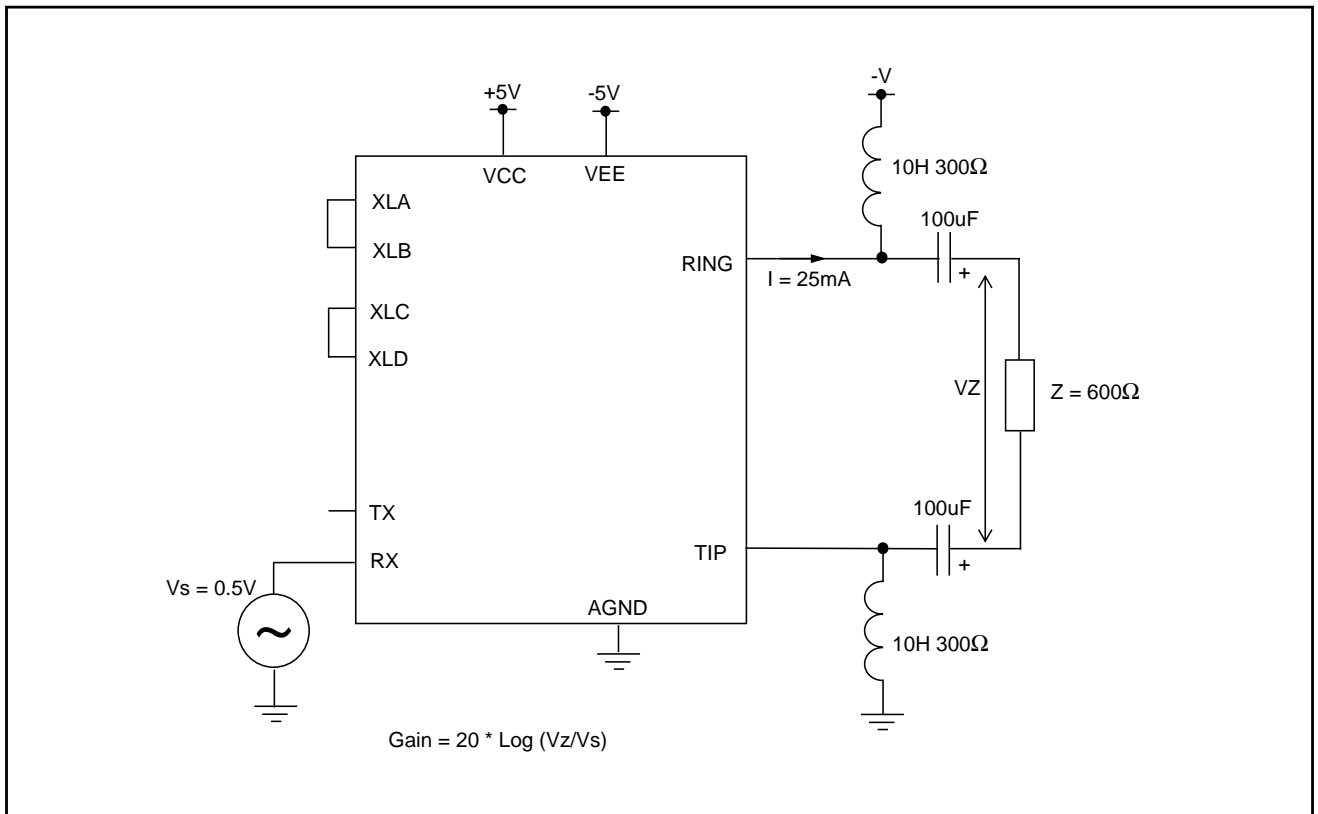 -V
+5V
-5V
10H 300Ω
VCC
VEE
XLA
100uF
XLB
RING
+
I = 25mA
XLC
XLD
VZ
Z = 600Ω
100uF
TX
TIP
+
RX
Vs = 0.5V
AGND
~
10H 300Ω
Gain = 20 * Log (Vz/Vs)